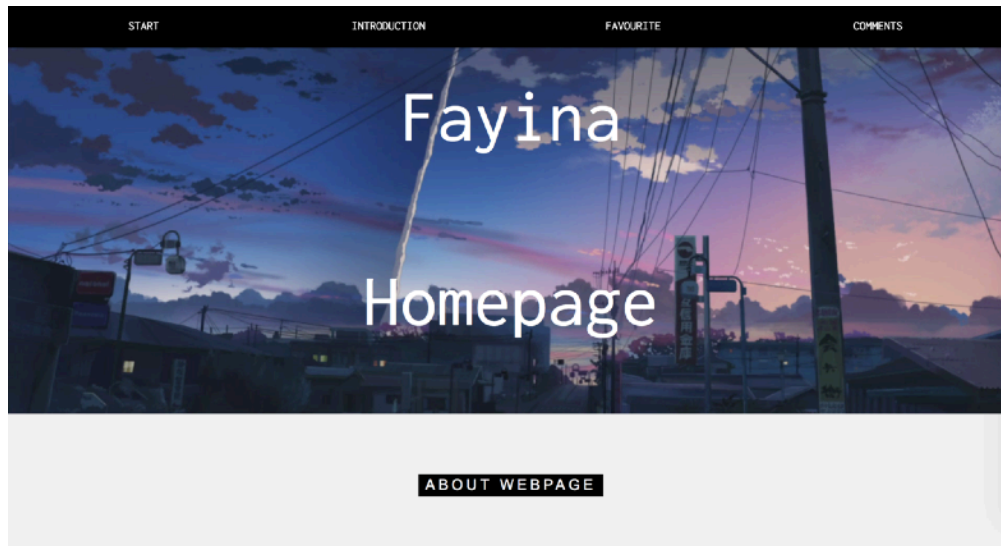 START
INTRODUCTION
FAVOURITE
COMMENTS
Fayina
Homepage
ABOUT WEBPAGE